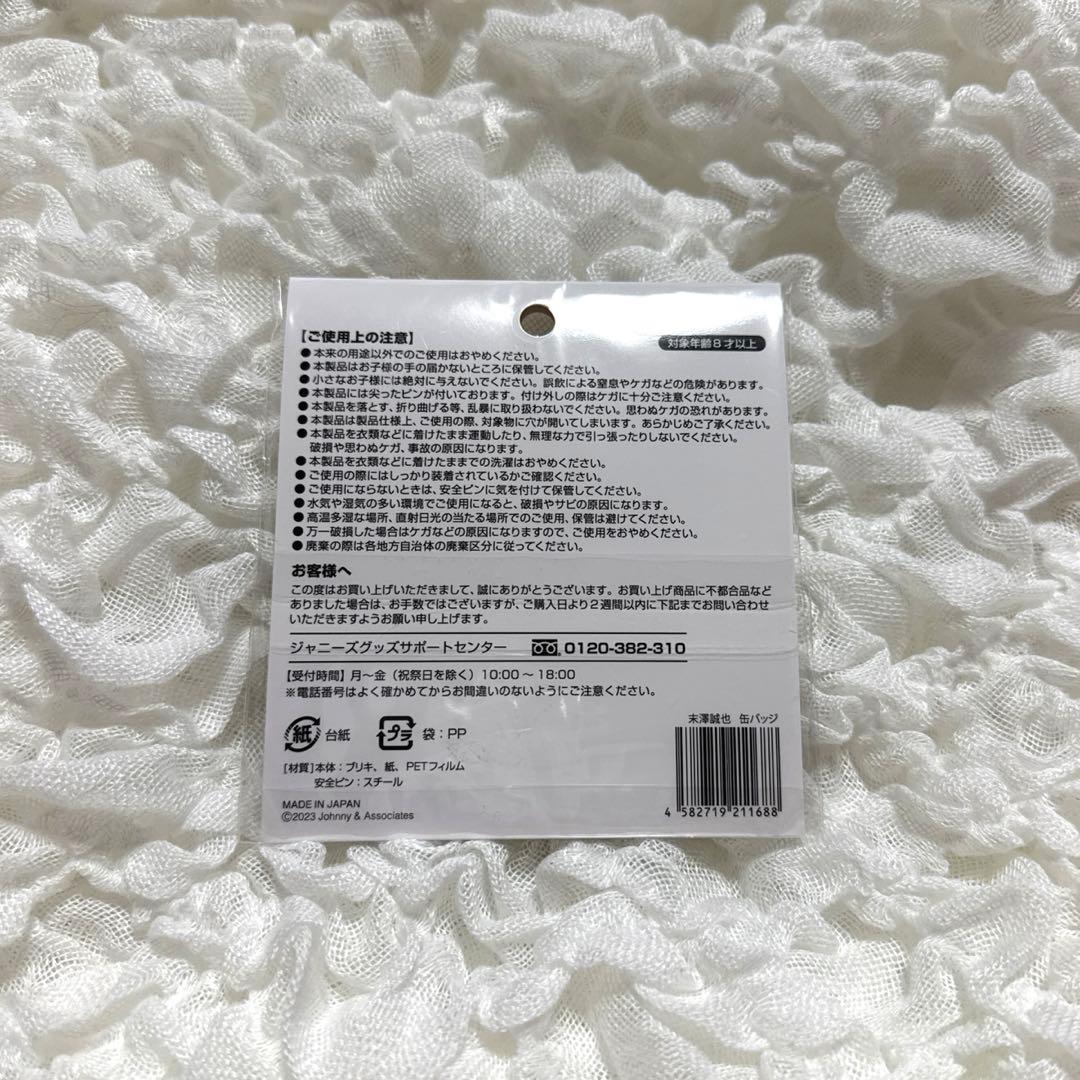 【ご使用上の注意】
対象年齢8才以上
●本来の用途以外でのご使用はおやめください。
●本製品はお子様の手の届かないところに保管してください。
●小さなお子様には絶対に与えないでください。誤飲による窒息やケガなどの危険があります。
●本製品には尖ったピンが付いております。付け外しの際はケガに十分ご注意ください。
●本製品を落とす、折り曲げる等、乱暴に取り扱わないでください。思わぬケガの恐れがあります。
●本製品は製品仕様上、ご使用の際、対象物に穴が開いてしまいます。あらかじめご了承ください。
●本製品を衣類などに着けたまま運動したり、無理な力で引っ張ったりしないでください。
破損や思わぬケガ、事故の原因になります。
●本製品を衣類などに着けたままでの洗濯はおやめください。
●ご使用の際にはしっかり装着されているかご確認ください。
●ご使用にならないときは、安全ピンに気を付けて保管してください。
●水気や湿気の多い環境でご使用になると、破損やサビの原因になります。
●高温多湿な場所、直射日光の当たる場所でのご使用、保管は避けてください。
●万一破損した場合はケガなどの原因になりますので、ご使用をおやめください。
●廃棄の際は各地方自治体の廃棄区分に従ってください。
お客様へ
この度はお買い上げいただきまして、誠にありがとうございます。お買い上げ商品に不都合品など
ありました場合は、お手数ではございますが、ご購入日より2週間以内に下記までお問い合わせ
いただきますようお願い申し上げます。
ジャニーズグッズサポートセンター 0120-382-310
【受付時間】月〜金（祝祭日を除く）10:00〜18:00
※電話番号はよく確かめてからお間違いのないようにご注意ください。
紙 台紙 プラ 袋：PP
末澤誠也 缶バッジ
[材質]本体：ブリキ、紙、PETフィルム
安全ピン：スチール
MADE IN JAPAN
©2023 Johnny & Associates
4 582719 211688